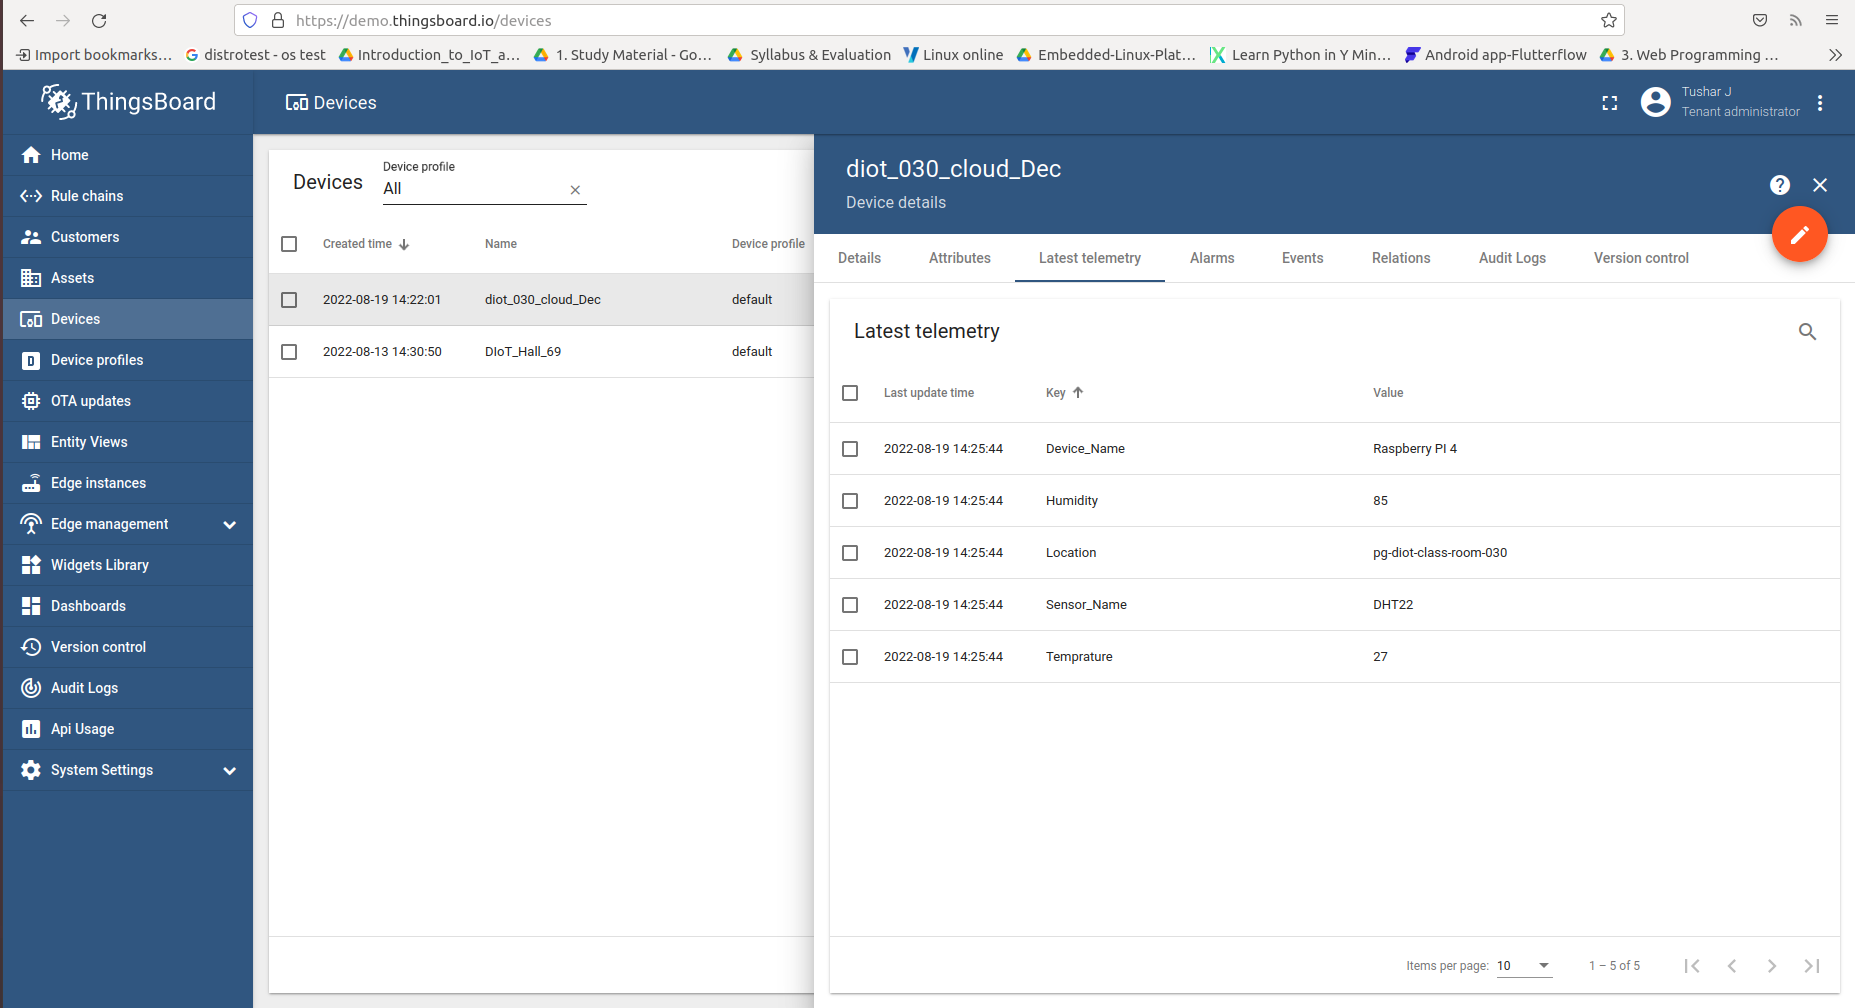 https://demo.thingsboard.io/devices
Import bookmarks... distrotest - os test Introduction_to_IoT_a... 1. Study Material - Go... Syllabus & Evaluation Linux online Embedded-Linux-Plat... Learn Python in Y Min... Android app-Flutterflow 3. Web Programming ...
ThingsBoard
Devices
Tushar J
Tenant administrator
Home
Rule chains
Customers
Assets
Devices
Device profiles
OTA updates
Entity Views
Edge instances
Edge management
Widgets Library
Dashboards
Version control
Audit Logs
Api Usage
System Settings
Devices
Device profile
All
Created time Name Device profile
2022-08-19 14:22:01 diot_030_cloud_Dec default
2022-08-13 14:30:50 DIoT_Hall_69 default
diot_030_cloud_Dec
Device details
Details Attributes Latest telemetry Alarms Events Relations Audit Logs Version control
Latest telemetry
Last update time Key Value
2022-08-19 14:25:44 Device_Name Raspberry PI 4
2022-08-19 14:25:44 Humidity 85
2022-08-19 14:25:44 Location pg-diot-class-room-030
2022-08-19 14:25:44 Sensor_Name DHT22
2022-08-19 14:25:44 Temprature 27
Items per page: 10 1 – 5 of 5